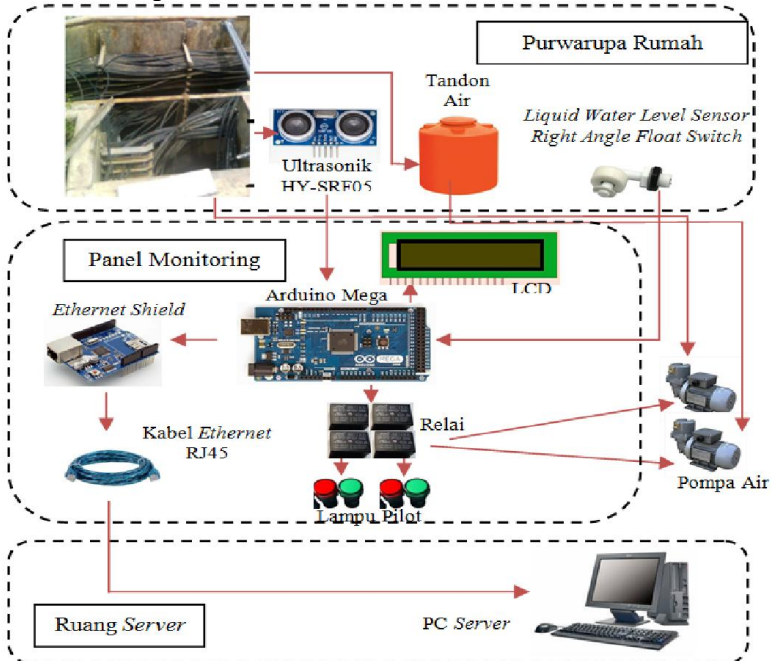 Purwarupa Rumah
Tandon
Air
Liquid Water Level Sensor
Right Angle Float Switch
Ultrasonik
HY-SRF05
Panel Monitoring
LCD
Arduino Mega
Ethernet Shield
MEGA
Relai
Kabel Ethernet
RJ45
Pompa Air
Lampu Pilot
Ruang Server
PC Server